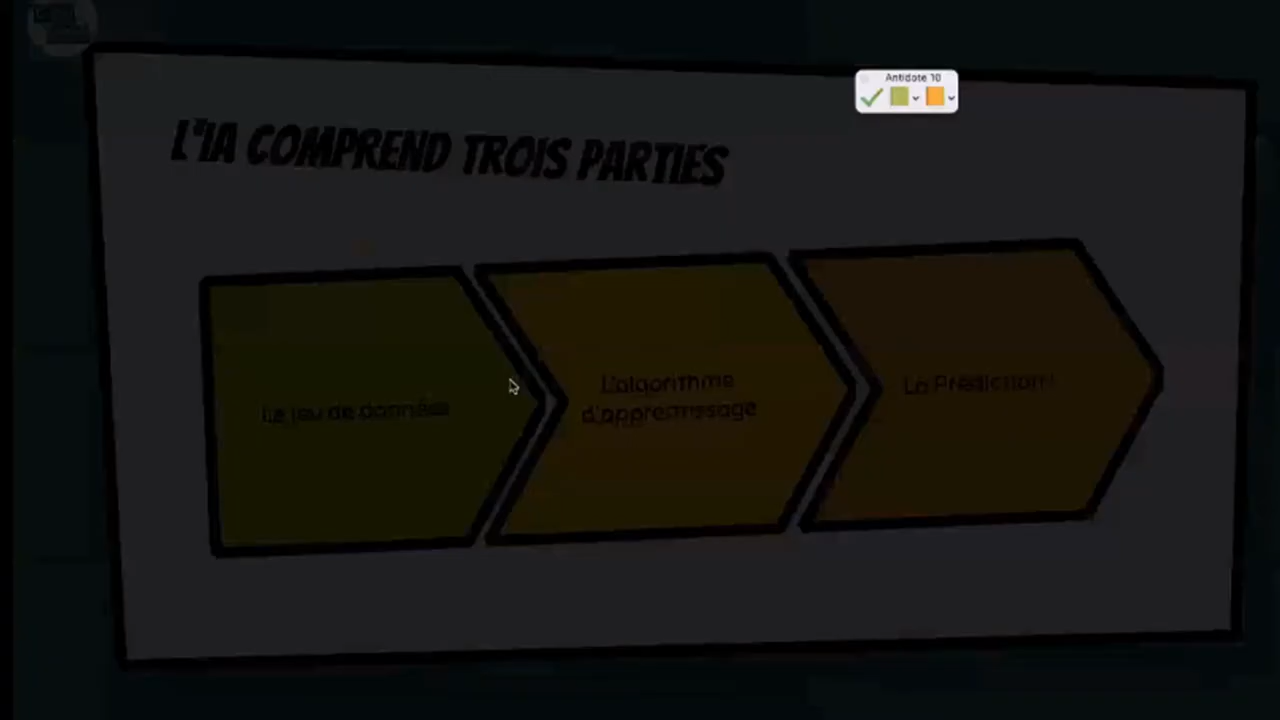 Antidote 10
L'IA COMPREND TROIS PARTIES
Le jeu de données
L'algorithme
d'apprentissage
La Prédiction!